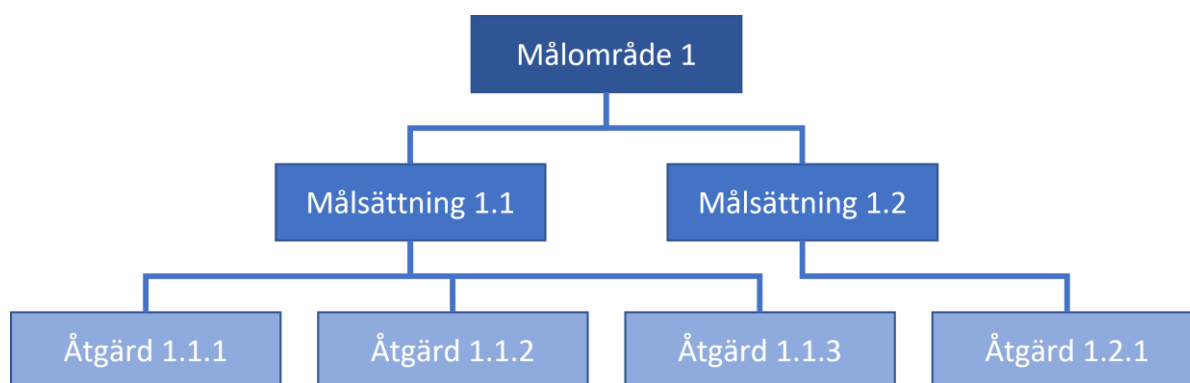 Målområde 1
Målsättning 1.1
Målsättning 1.2
Åtgärd 1.1.1
Åtgärd 1.1.2
Åtgärd 1.1.3
Åtgärd 1.2.1